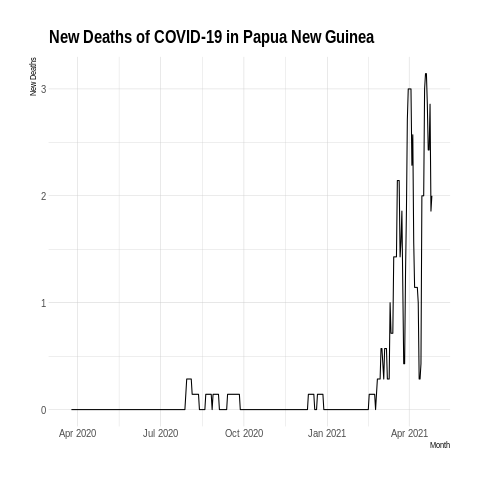 New Deaths of COVID-19 in Papua New Guinea
New Deaths
3
2
1
0
Apr 2020 Jul 2020 Oct 2020 Jan 2021 Apr 2021
Month